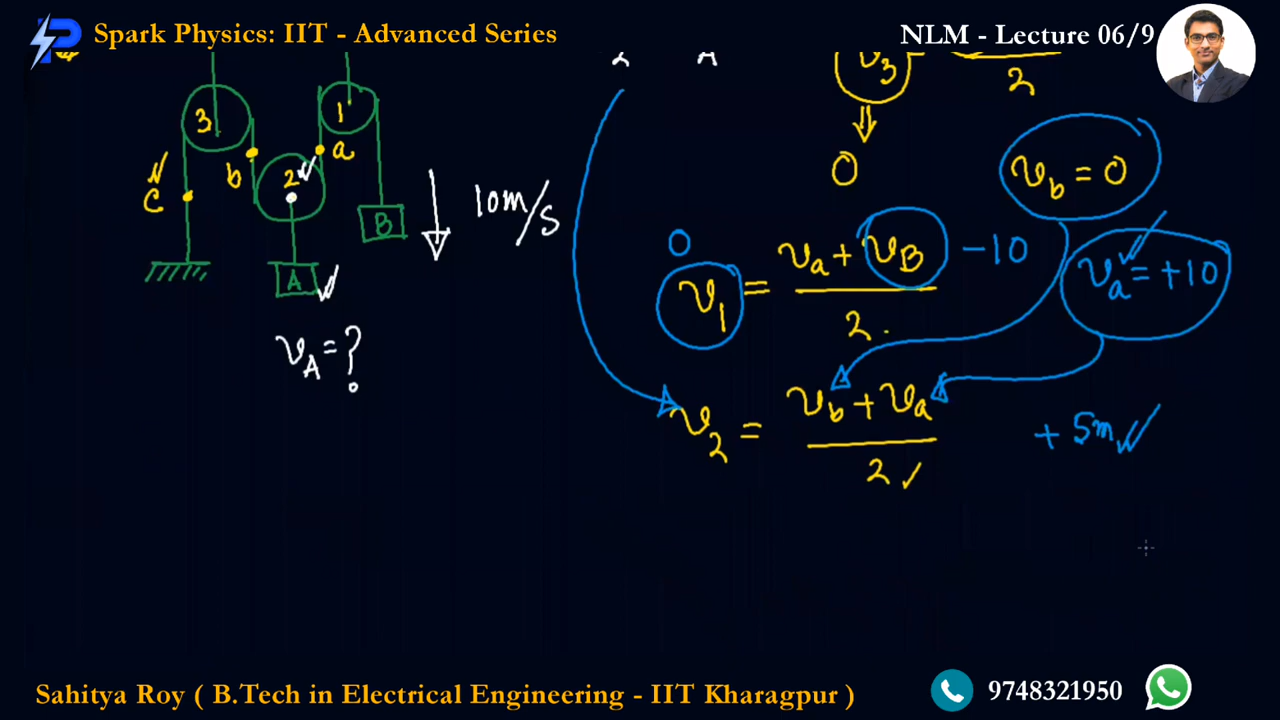 Spark Physics: IIT - Advanced Series
NLM - Lecture 06/9
3
1
a
b
2
c
B
A
10m/s
v_A = ?
v_3
2
0
v_b = 0
0
v_1 = (v_a + v_B)/2
-10
v_a = +10
v_2 = (v_b + v_a)/2
+ 5m
Sahitya Roy ( B.Tech in Electrical Engineering - IIT Kharagpur )
9748321950